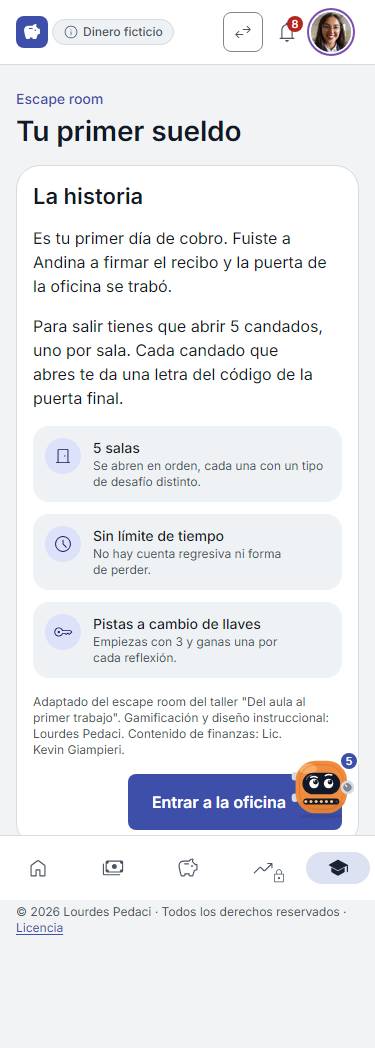 Dinero ficticio
8
Escape room
Tu primer sueldo
La historia
Es tu primer día de cobro. Fuiste a
Andina a firmar el recibo y la puerta de
la oficina se trabó.
Para salir tienes que abrir 5 candados,
uno por sala. Cada candado que
abres te da una letra del código de la
puerta final.
5 salas
Se abren en orden, cada una con un tipo
de desafío distinto.
Sin límite de tiempo
No hay cuenta regresiva ni forma
de perder.
Pistas a cambio de llaves
Empiezas con 3 y ganas una por
cada reflexión.
Adaptado del escape room del taller "Del aula al
primer trabajo". Gamificación y diseño instruccional:
Lourdes Pedaci. Contenido de finanzas: Lic.
Kevin Giampieri.
5
Entrar a la oficina
© 2026 Lourdes Pedaci · Todos los derechos reservados ·
Licencia